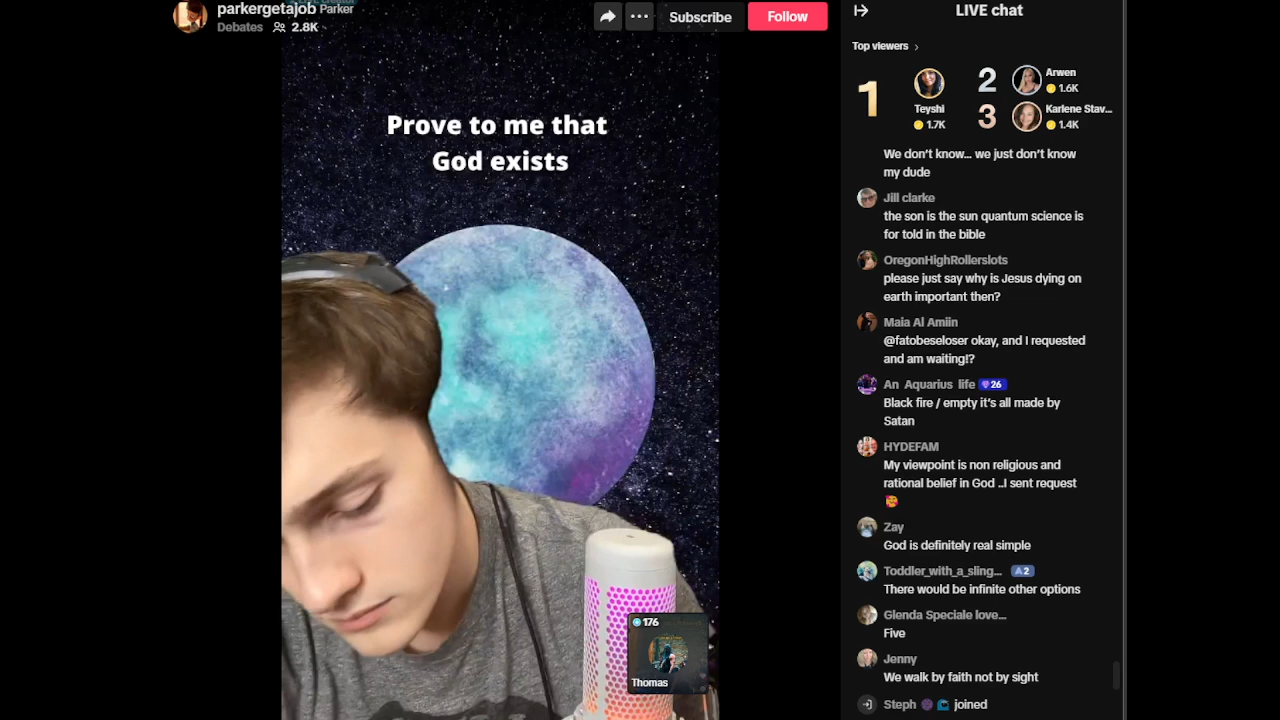 parkergetajob Parker
Debates 2.8K
Subscribe
Follow
Prove to me that
God exists
176
Thomas
LIVE chat
Top viewers
1
Teyshi
1.7K
2
Arwen
1.6K
3
Karlene Stav...
1.4K
We don't know... we just don't know
my dude
Jill clarke
the son is the sun quantum science is
for told in the bible
OregonHighRollerslots
please just say why is Jesus dying on
earth important then?
Maia Al Amiin
@fatobeseloser okay, and I requested
and am waiting!?
An Aquarius life 26
Black fire / empty it's all made by
Satan
HYDEFAM
My viewpoint is non religious and
rational belief in God ..I sent request
🥰
Zay
God is definitely real simple
Toddler_with_a_sling... A2
There would be infinite other options
Glenda Speciale love...
Five
Jenny
We walk by faith not by sight
Steph joined